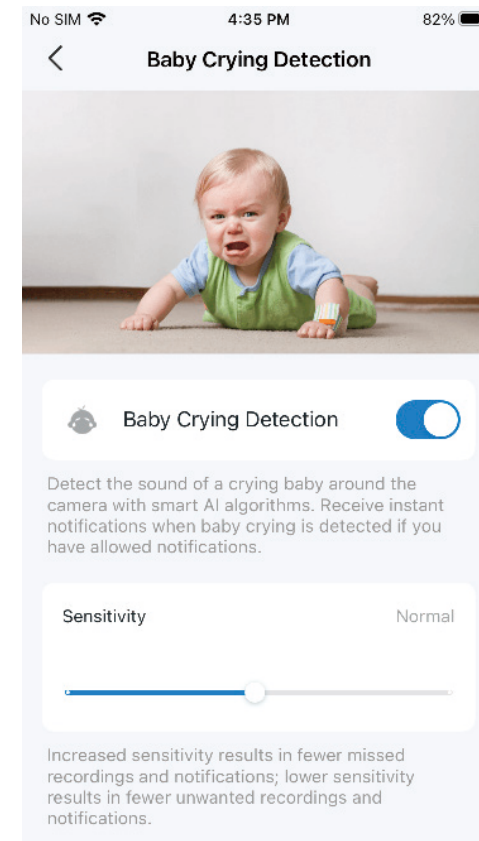 No SIM 4:35 PM 82%
Baby Crying Detection
Baby Crying Detection
Detect the sound of a crying baby around the
camera with smart AI algorithms. Receive instant
notifications when baby crying is detected if you
have allowed notifications.
Sensitivity Normal
Increased sensitivity results in fewer missed
recordings and notifications; lower sensitivity
results in fewer unwanted recordings and
notifications.